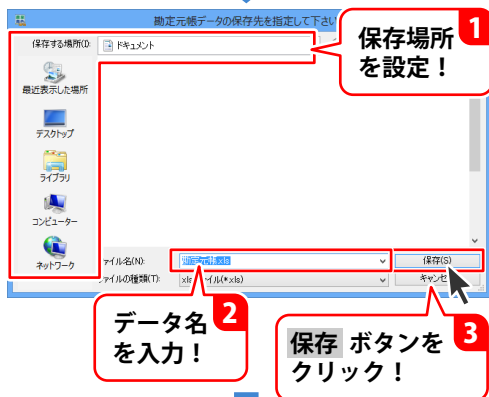 勘定元帳データの保存先を指定して下さい
1
保存場所
を設定！
保存する場所(I):
ドキュメント
最近表示した場所
デスクトップ
ライブラリ
コンピューター
ネットワーク
ファイル名(N):
勘定元帳.xls
保存(S)
ファイルの種類(T):
xlsファイル(*.xls)
キャンセル
2
データ名
を入力！
3
保存 ボタンを
クリック！